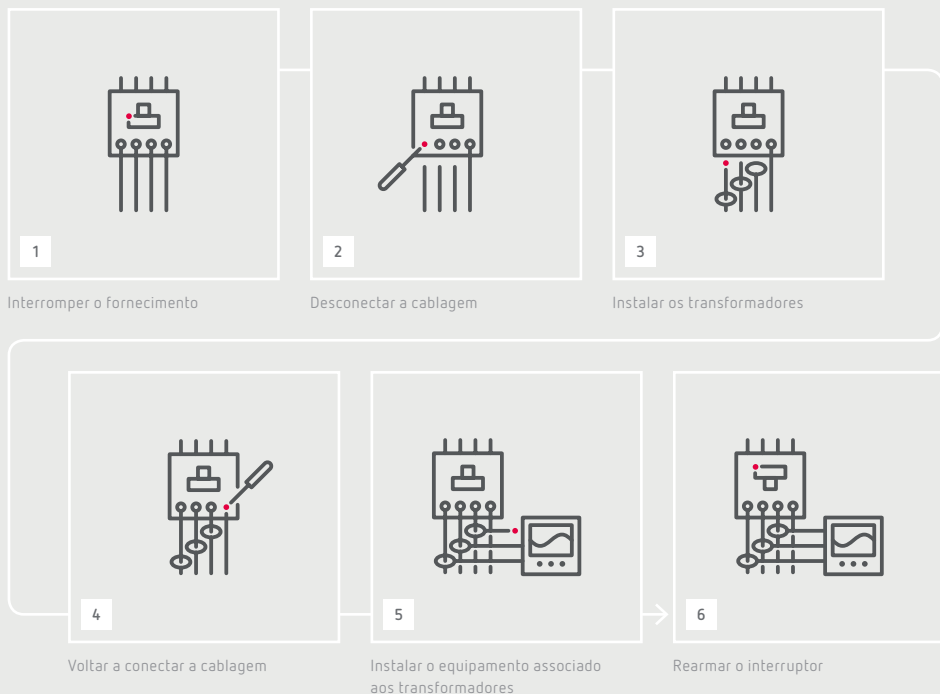 1
Interromper o fornecimento
2
Desconectar a cablagem
3
Instalar os transformadores
4
Voltar a conectar a cablagem
5
Instalar o equipamento associado
aos transformadores
6
Rearmar o interruptor